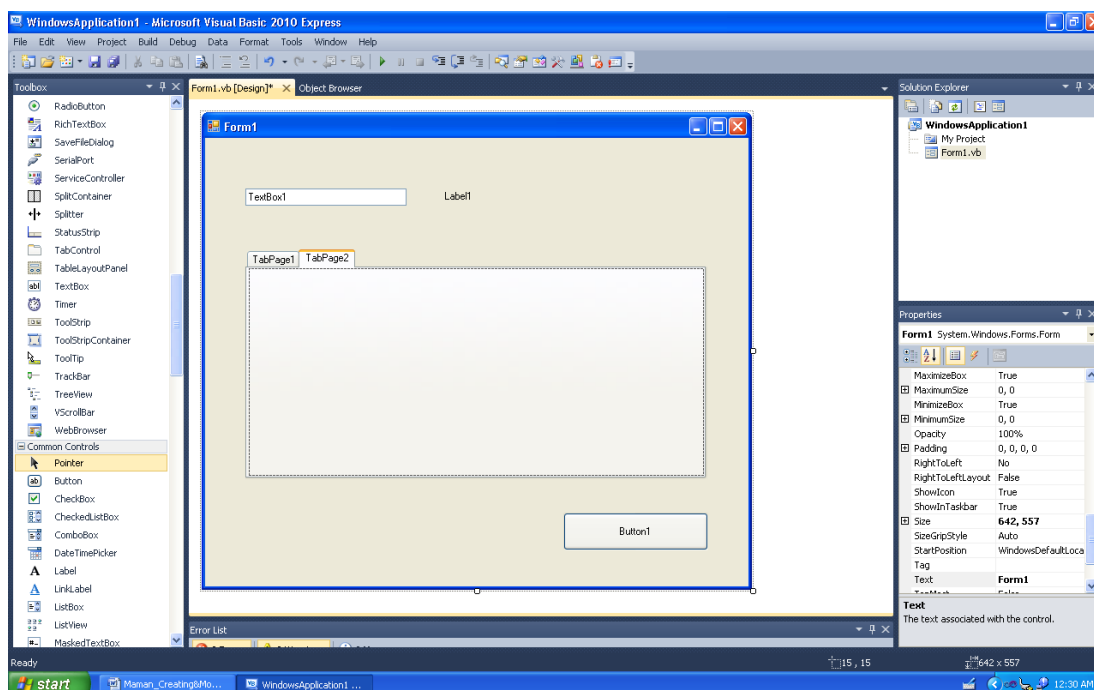 WindowsApplication1 - Microsoft Visual Basic 2010 Express
File Edit View Project Build Debug Data Format Tools Window Help
Toolbox
RadioButton
RichTextBox
SaveFileDialog
SerialPort
ServiceController
SplitContainer
Splitter
StatusStrip
TabControl
TableLayoutPanel
TextBox
Timer
ToolStrip
ToolStripContainer
ToolTip
TrackBar
TreeView
VScrollBar
WebBrowser
Common Controls
Pointer
Button
CheckBox
CheckedListBox
ComboBox
DateTimePicker
Label
LinkLabel
ListBox
ListView
MaskedTextBox
Form1.vb [Design]* Object Browser
Form1
TextBox1 Label1
TabPage1 TabPage2
Button1
Error List
Solution Explorer
WindowsApplication1
My Project
Form1.vb
Properties
Form1 System.Windows.Forms.Form
MaximizeBox True
MaximumSize 0, 0
MinimizeBox True
MinimumSize 0, 0
Opacity 100%
Padding 0, 0, 0, 0
RightToLeft No
RightToLeftLayout False
ShowIcon True
ShowInTaskbar True
Size 642, 557
SizeGripStyle Auto
StartPosition WindowsDefaultLoca
Tag
Text Form1
Text
The text associated with the control.
Ready 15 , 15 642 x 557
start Maman_Creating&Mo... WindowsApplication1 ... 12:30 AM